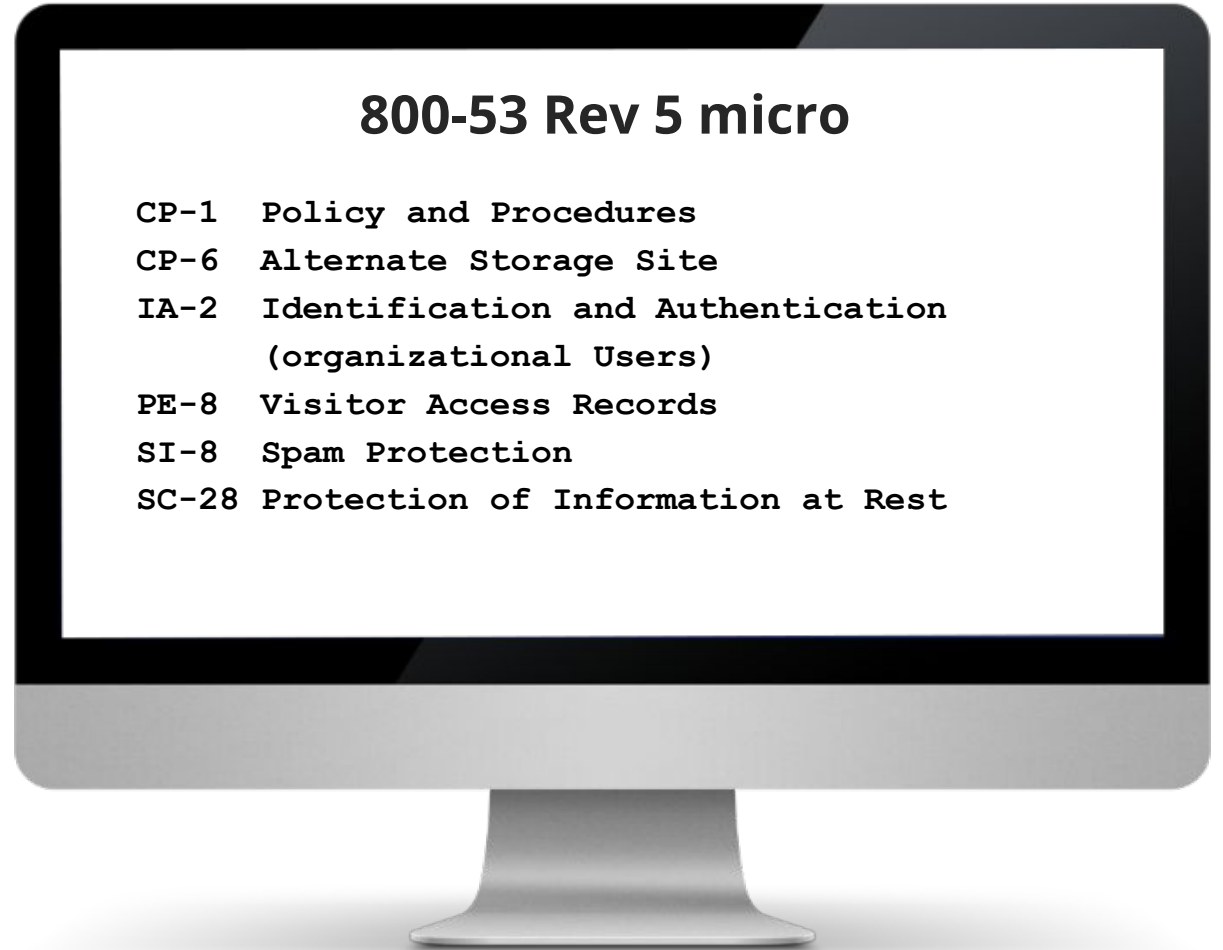 800-53 Rev 5 micro
CP-1 Policy and Procedures
CP-6 Alternate Storage Site
IA-2 Identification and Authentication
(organizational Users)
PE-8 Visitor Access Records
SI-8 Spam Protection
SC-28 Protection of Information at Rest